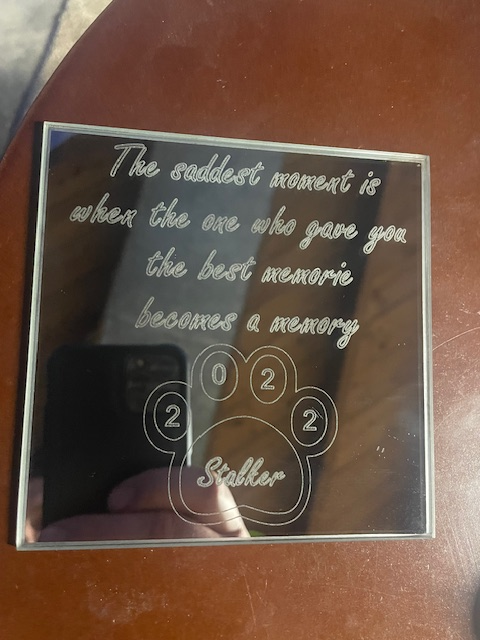 The saddest moment is
when the one who gave you
the best memorie
becomes a memory
2 0 2 2
Stalker